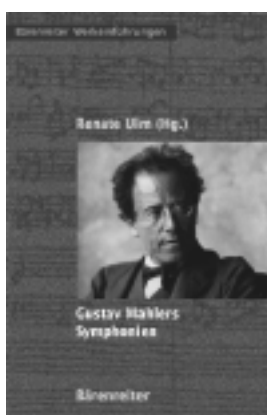 Bärenreiter Werkeinführungen
Renate Ulm (Hg.)
Gustav Mahlers
Symphonien
Bärenreiter